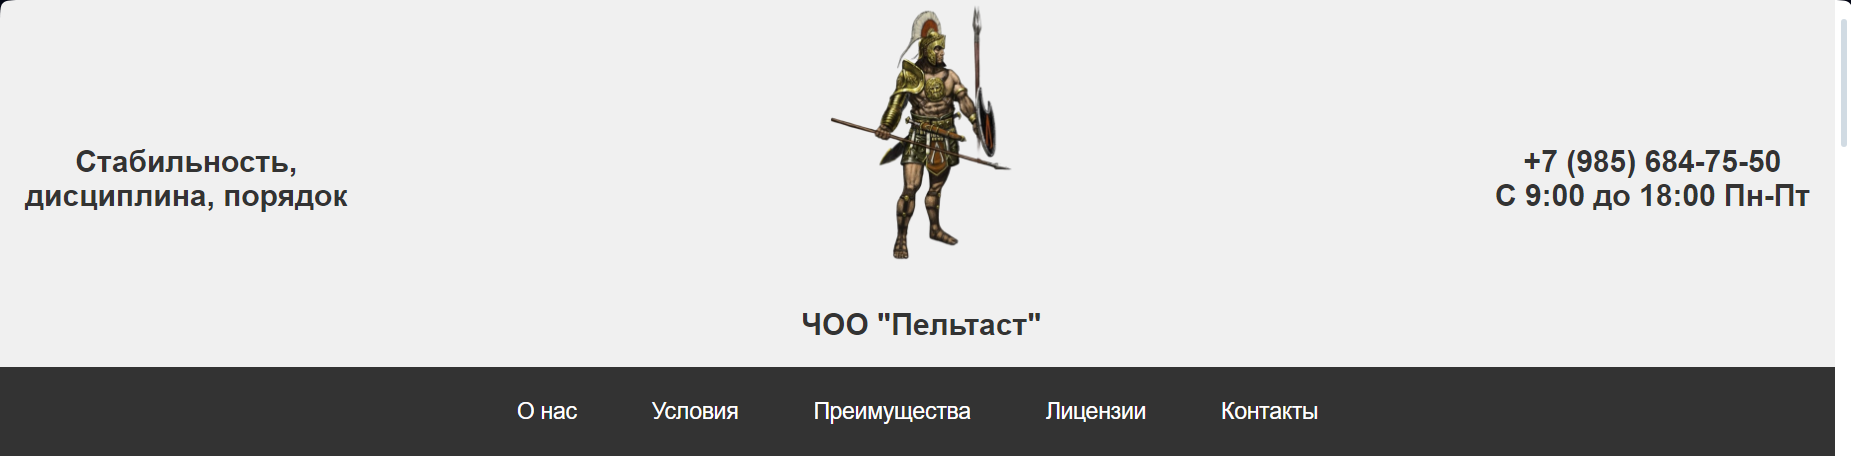 Стабильность,
дисциплина, порядок
+7 (985) 684-75-50
С 9:00 до 18:00 Пн-Пт
ЧОО "Пельтаст"
О нас
Условия
Преимущества
Лицензии
Контакты